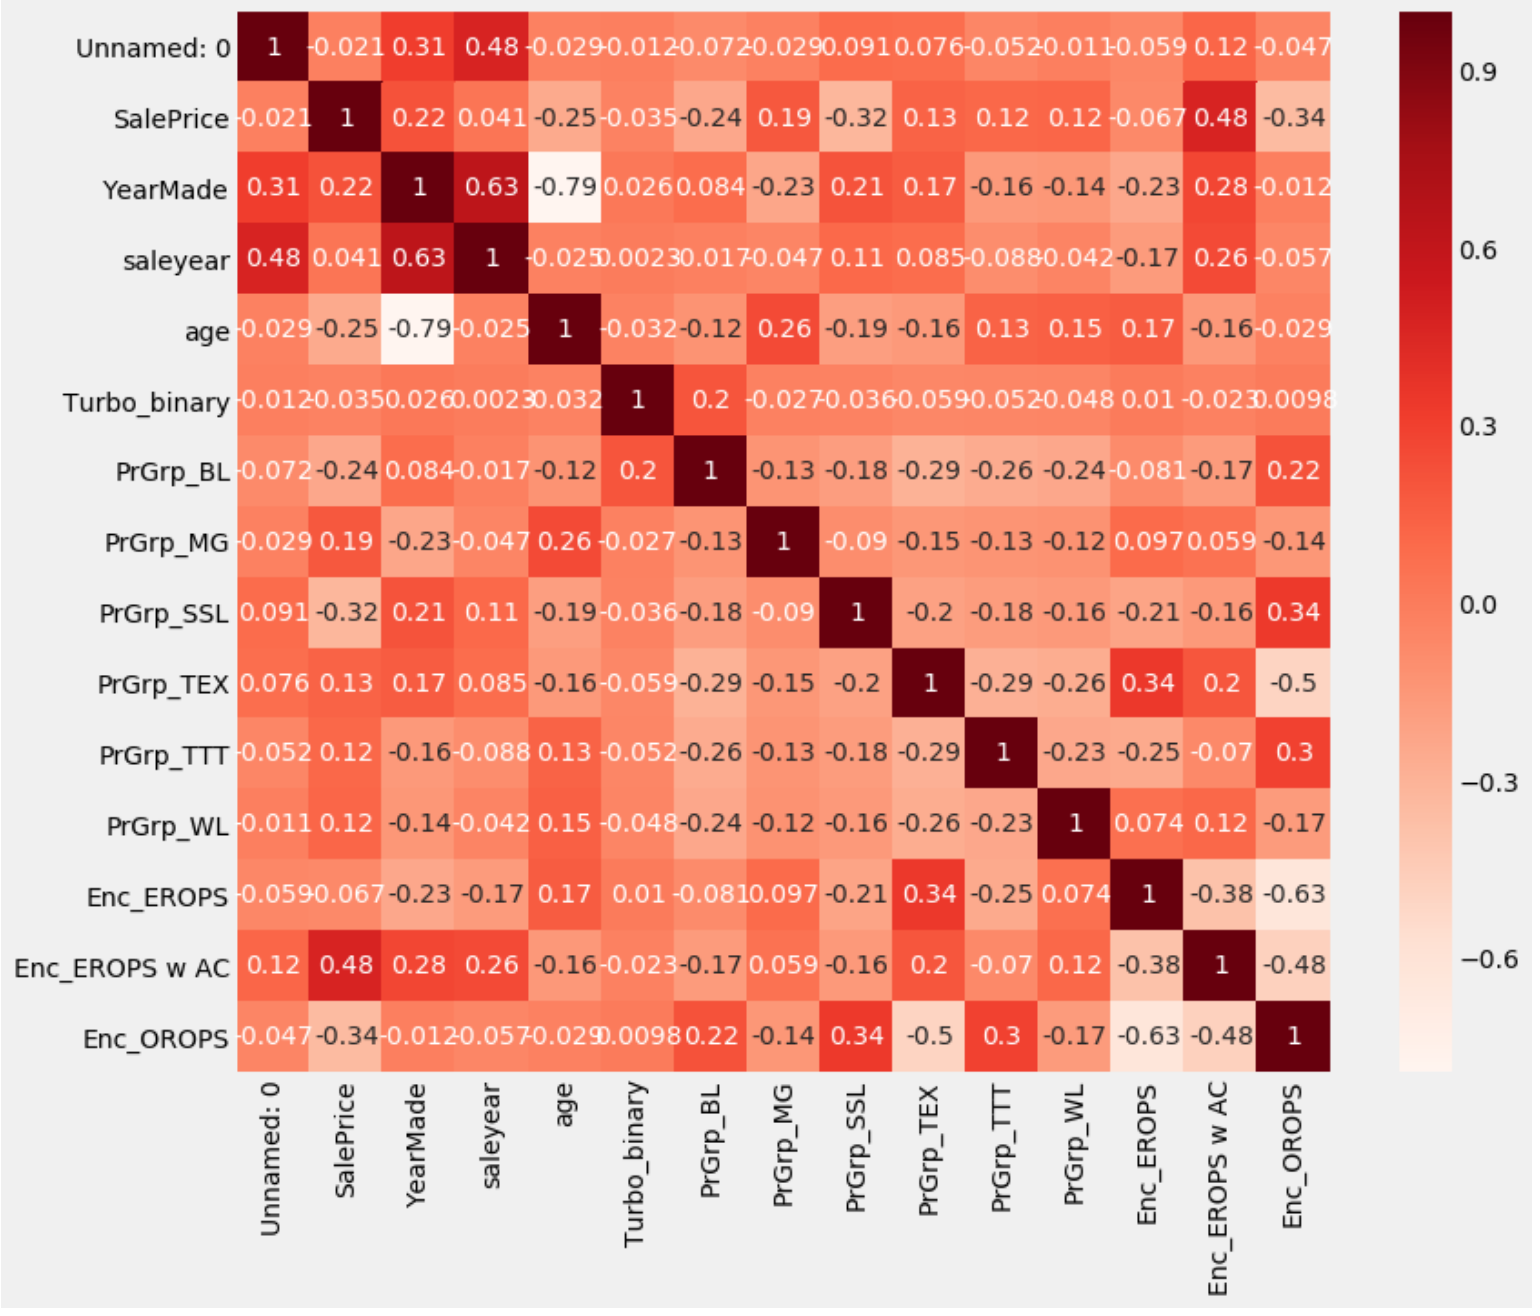 Unnamed: 0 1 -0.021 0.31 0.48 -0.029 -0.012 -0.072 -0.029 0.091 0.076 -0.052 -0.011 -0.059 0.12 -0.047
SalePrice -0.021 1 0.22 0.041 -0.25 -0.035 -0.24 0.19 -0.32 0.13 0.12 0.12 -0.067 0.48 -0.34
YearMade 0.31 0.22 1 0.63 -0.79 0.026 0.084 -0.23 0.21 0.17 -0.16 -0.14 -0.23 0.28 -0.012
saleyear 0.48 0.041 0.63 1 -0.025 0.0023 -0.017 -0.047 0.11 0.085 -0.088 -0.042 -0.17 0.26 -0.057
age -0.029 -0.25 -0.79 -0.025 1 -0.032 -0.12 0.26 -0.19 -0.16 0.13 0.15 0.17 -0.16 -0.029
Turbo_binary -0.012 -0.035 0.026 0.0023 -0.032 1 0.2 -0.027 -0.036 -0.059 -0.052 -0.048 0.01 -0.023 0.0098
PrGrp_BL -0.072 -0.24 0.084 -0.017 -0.12 0.2 1 -0.13 -0.18 -0.29 -0.26 -0.24 -0.081 -0.17 0.22
PrGrp_MG -0.029 0.19 -0.23 -0.047 0.26 -0.027 -0.13 1 -0.09 -0.15 -0.13 -0.12 0.097 0.059 -0.14
PrGrp_SSL 0.091 -0.32 0.21 0.11 -0.19 -0.036 -0.18 -0.09 1 -0.2 -0.18 -0.16 -0.21 -0.16 0.34
PrGrp_TEX 0.076 0.13 0.17 0.085 -0.16 -0.059 -0.29 -0.15 -0.2 1 -0.29 -0.26 0.34 0.2 -0.5
PrGrp_TTT -0.052 0.12 -0.16 -0.088 0.13 -0.052 -0.26 -0.13 -0.18 -0.29 1 -0.23 -0.25 -0.07 0.3
PrGrp_WL -0.011 0.12 -0.14 -0.042 0.15 -0.048 -0.24 -0.12 -0.16 -0.26 -0.23 1 0.074 0.12 -0.17
Enc_EROPS -0.059 -0.067 -0.23 -0.17 0.17 0.01 -0.081 0.097 -0.21 0.34 -0.25 0.074 1 -0.38 -0.63
Enc_EROPS w AC 0.12 0.48 0.28 0.26 -0.16 -0.023 -0.17 0.059 -0.16 0.2 -0.07 0.12 -0.38 1 -0.48
Enc_OROPS -0.047 -0.34 -0.012 -0.057 -0.029 0.0098 0.22 -0.14 0.34 -0.5 0.3 -0.17 -0.63 -0.48 1
Unnamed: 0
SalePrice
YearMade
saleyear
age
Turbo_binary
PrGrp_BL
PrGrp_MG
PrGrp_SSL
PrGrp_TEX
PrGrp_TTT
PrGrp_WL
Enc_EROPS
Enc_EROPS w AC
Enc_OROPS
0.9
0.6
0.3
0.0
−0.3
−0.6